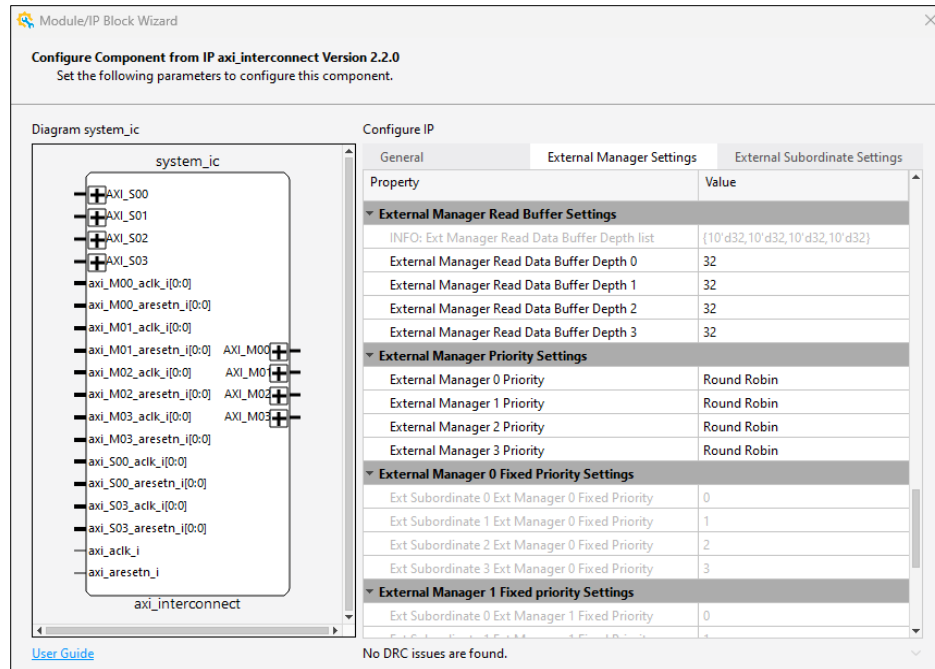 Module/IP Block Wizard
Configure Component from IP axi_interconnect Version 2.2.0
Set the following parameters to configure this component.
Diagram system_ic
system_ic
AXI_S00
AXI_S01
AXI_S02
AXI_S03
axi_M00_aclk_i[0:0]
axi_M00_aresetn_i[0:0]
axi_M01_aclk_i[0:0]
axi_M01_aresetn_i[0:0] AXI_M00
axi_M02_aclk_i[0:0] AXI_M01
axi_M02_aresetn_i[0:0] AXI_M02
axi_M03_aclk_i[0:0] AXI_M03
axi_M03_aresetn_i[0:0]
axi_S00_aclk_i[0:0]
axi_S00_aresetn_i[0:0]
axi_S03_aclk_i[0:0]
axi_S03_aresetn_i[0:0]
axi_aclk_i
axi_aresetn_i
axi_interconnect
User Guide
Configure IP
General External Manager Settings External Subordinate Settings
Property Value
External Manager Read Buffer Settings
INFO: Ext Manager Read Data Buffer Depth list {10'd32,10'd32,10'd32,10'd32}
External Manager Read Data Buffer Depth 0 32
External Manager Read Data Buffer Depth 1 32
External Manager Read Data Buffer Depth 2 32
External Manager Read Data Buffer Depth 3 32
External Manager Priority Settings
External Manager 0 Priority Round Robin
External Manager 1 Priority Round Robin
External Manager 2 Priority Round Robin
External Manager 3 Priority Round Robin
External Manager 0 Fixed Priority Settings
Ext Subordinate 0 Ext Manager 0 Fixed Priority 0
Ext Subordinate 1 Ext Manager 0 Fixed Priority 1
Ext Subordinate 2 Ext Manager 0 Fixed Priority 2
Ext Subordinate 3 Ext Manager 0 Fixed Priority 3
External Manager 1 Fixed priority Settings
Ext Subordinate 0 Ext Manager 1 Fixed Priority 0
No DRC issues are found.